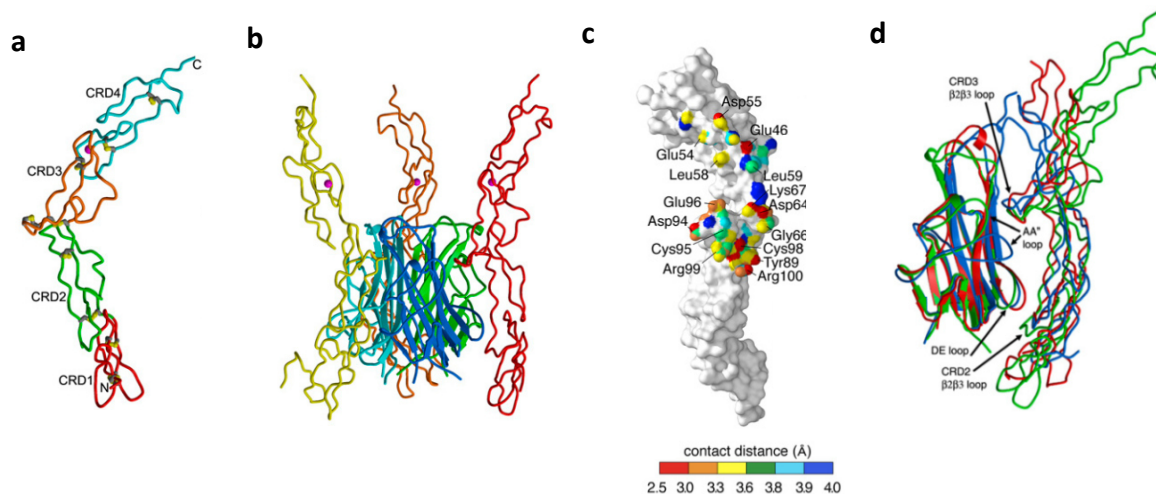 a
C
CRD4
CRD3
CRD2
CRD1
N
b
c
Asp55
Glu46
Glu54
Leu58
Leu59
Lys67
Glu96
Asp64
Asp94
Gly66
Cys95
Cys98
Arg99
Tyr89
Arg100
contact distance (Å)
2.5 3.0 3.3 3.6 3.8 3.9 4.0
d
CRD3
β2β3 loop
AA"
loop
DE loop
CRD2
β2β3 loop